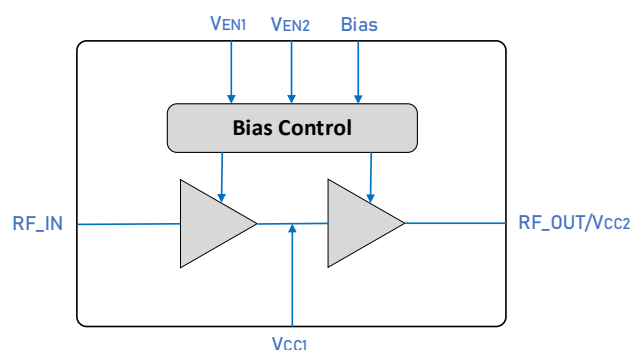 VEN1 VEN2 Bias
Bias Control
RF_IN
RF_OUT/VCC2
VCC1